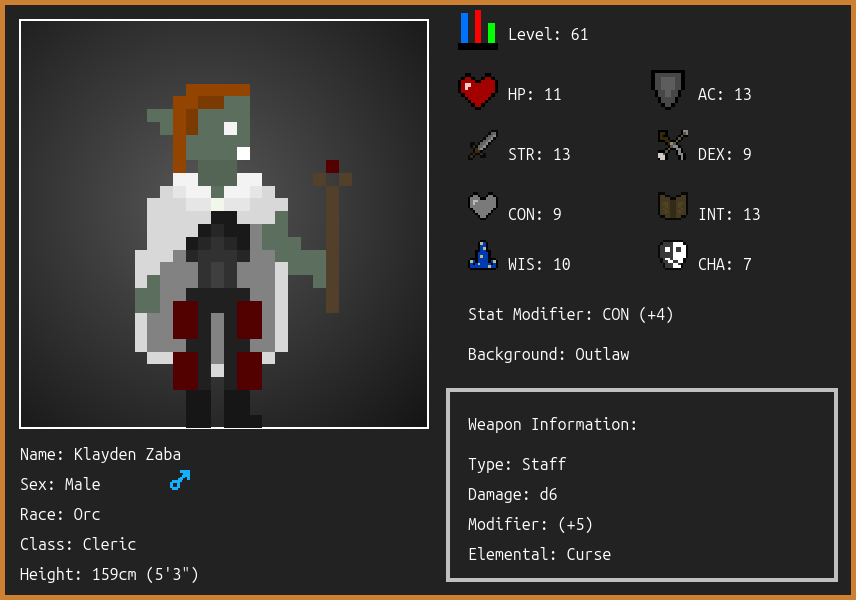 Level: 61
HP: 11
AC: 13
STR: 13
DEX: 9
CON: 9
INT: 13
WIS: 10
CHA: 7
Stat Modifier: CON (+4)
Background: Outlaw
Weapon Information:
Type: Staff
Damage: d6
Modifier: (+5)
Elemental: Curse
Name: Klayden Zaba
Sex: Male
Race: Orc
Class: Cleric
Height: 159cm (5'3")